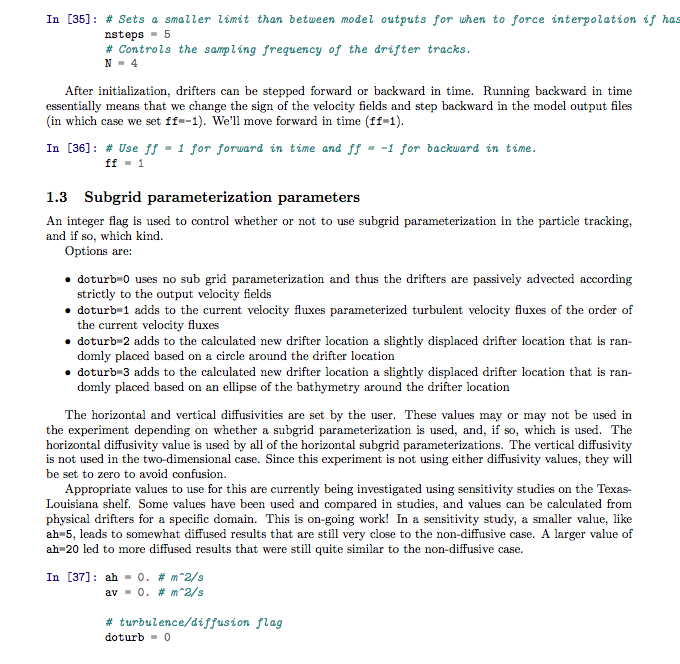 In [35]: # Sets a smaller limit than between model outputs for when to force interpolation if has
nsteps = 5
# Controls the sampling frequency of the drifter tracks.
N = 4
After initialization, drifters can be stepped forward or backward in time. Running backward in time
essentially means that we change the sign of the velocity fields and step backward in the model output files
(in which case we set ff=-1). We'll move forward in time (ff=1).
In [36]: # Use ff = 1 for forward in time and ff = -1 for backward in time.
ff = 1
1.3 Subgrid parameterization parameters
An integer flag is used to control whether or not to use subgrid parameterization in the particle tracking,
and if so, which kind.
Options are:
• doturb=0 uses no sub grid parameterization and thus the drifters are passively advected according
strictly to the output velocity fields
• doturb=1 adds to the current velocity fluxes parameterized turbulent velocity fluxes of the order of
the current velocity fluxes
• doturb=2 adds to the calculated new drifter location a slightly displaced drifter location that is ran-
domly placed based on a circle around the drifter location
• doturb=3 adds to the calculated new drifter location a slightly displaced drifter location that is ran-
domly placed based on an ellipse of the bathymetry around the drifter location
The horizontal and vertical diffusivities are set by the user. These values may or may not be used in
the experiment depending on whether a subgrid parameterization is used, and, if so, which is used. The
horizontal diffusivity value is used by all of the horizontal subgrid parameterizations. The vertical diffusivity
is not used in the two-dimensional case. Since this experiment is not using either diffusivity values, they will
be set to zero to avoid confusion.
Appropriate values to use for this are currently being investigated using sensitivity studies on the Texas-
Louisiana shelf. Some values have been used and compared in studies, and values can be calculated from
physical drifters for a specific domain. This is on-going work! In a sensitivity study, a smaller value, like
ah=5, leads to somewhat diffused results that are still very close to the non-diffusive case. A larger value of
ah=20 led to more diffused results that were still quite similar to the non-diffusive case.
In [37]: ah = 0. # m^2/s
av = 0. # m^2/s
# turbulence/diffusion flag
doturb = 0